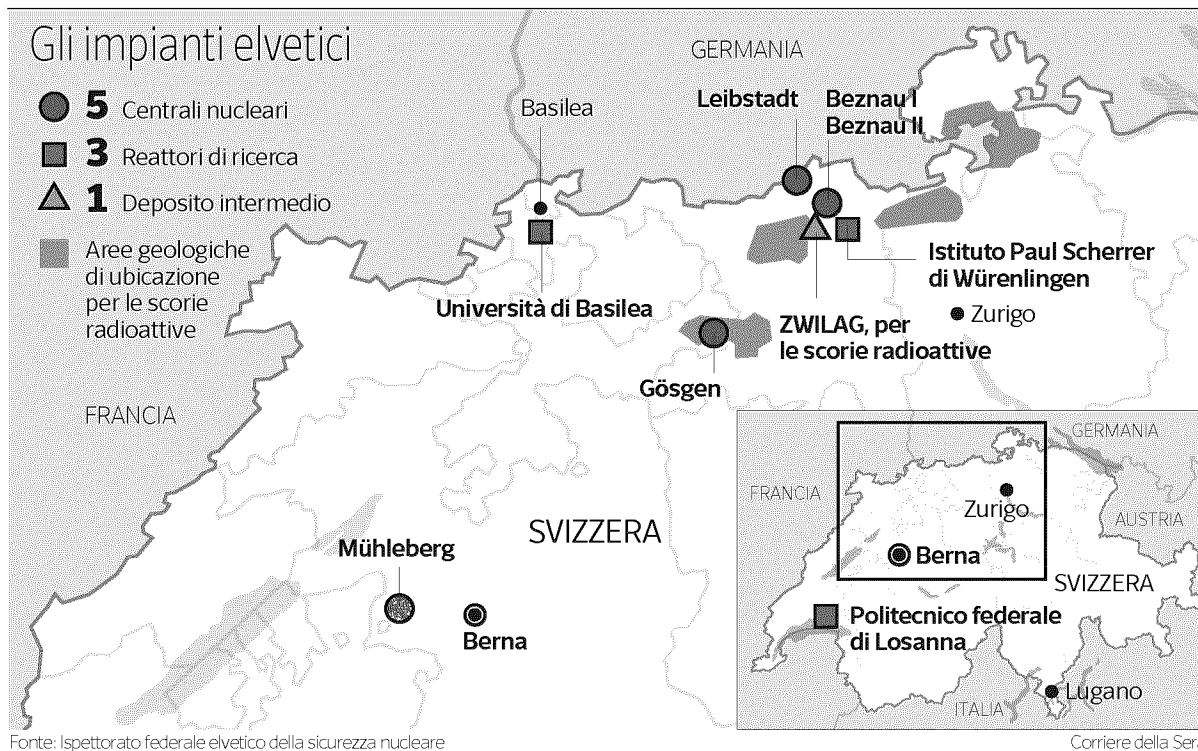 Gli impianti elvetici
5 Centrali nucleari
3 Reattori di ricerca
1 Deposito intermedio
Aree geologiche
di ubicazione
per le scorie
radioattive
GERMANIA
Basilea
Leibstadt
Beznau I
Beznau II
Università di Basilea
Istituto Paul Scherrer
di Würenlingen
Zurigo
ZWILAG, per
le scorie radioattive
Gösgen
FRANCIA
SVIZZERA
Mühleberg
Berna
GERMANIA
FRANCIA
Zurigo
AUSTRIA
Berna
SVIZZERA
Politecnico federale
di Losanna
Lugano
ITALIA
Fonte: Ispettorato federale elvetico della sicurezza nucleare
Corriere della Ser